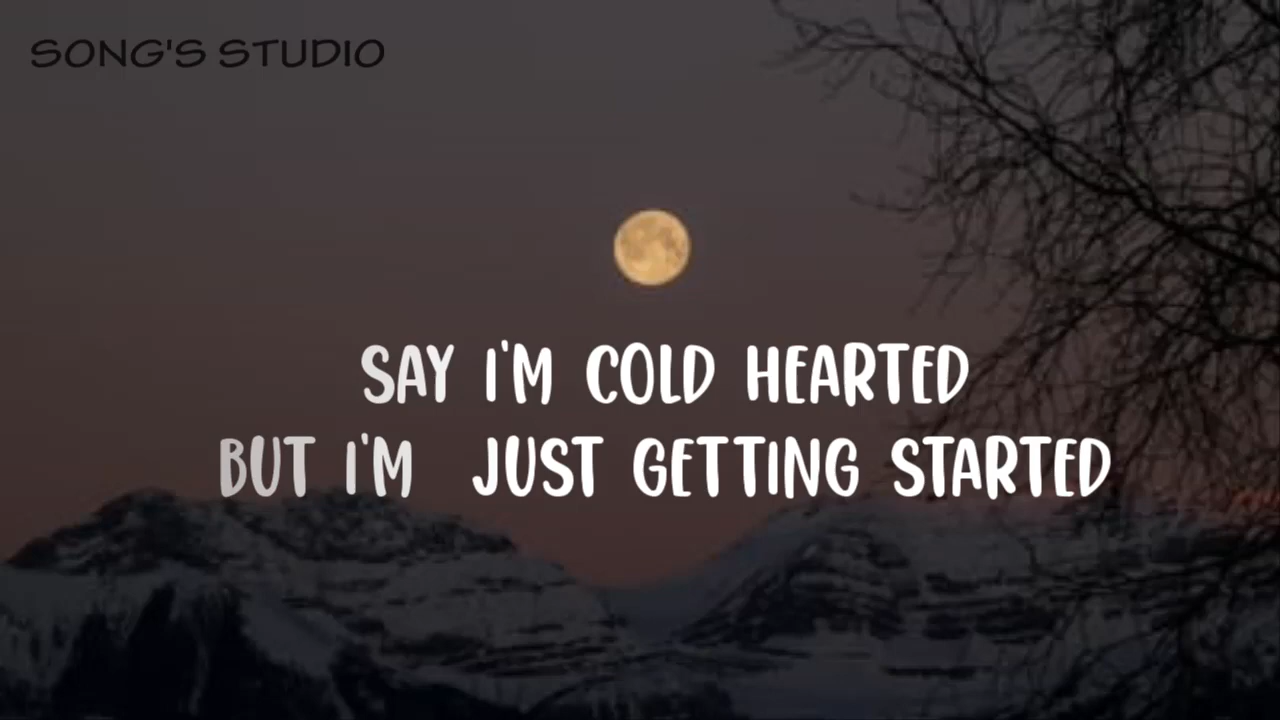 SONG'S STUDIO
SAY I'M COLD HEARTED
BUT I'M JUST GETTING STARTED